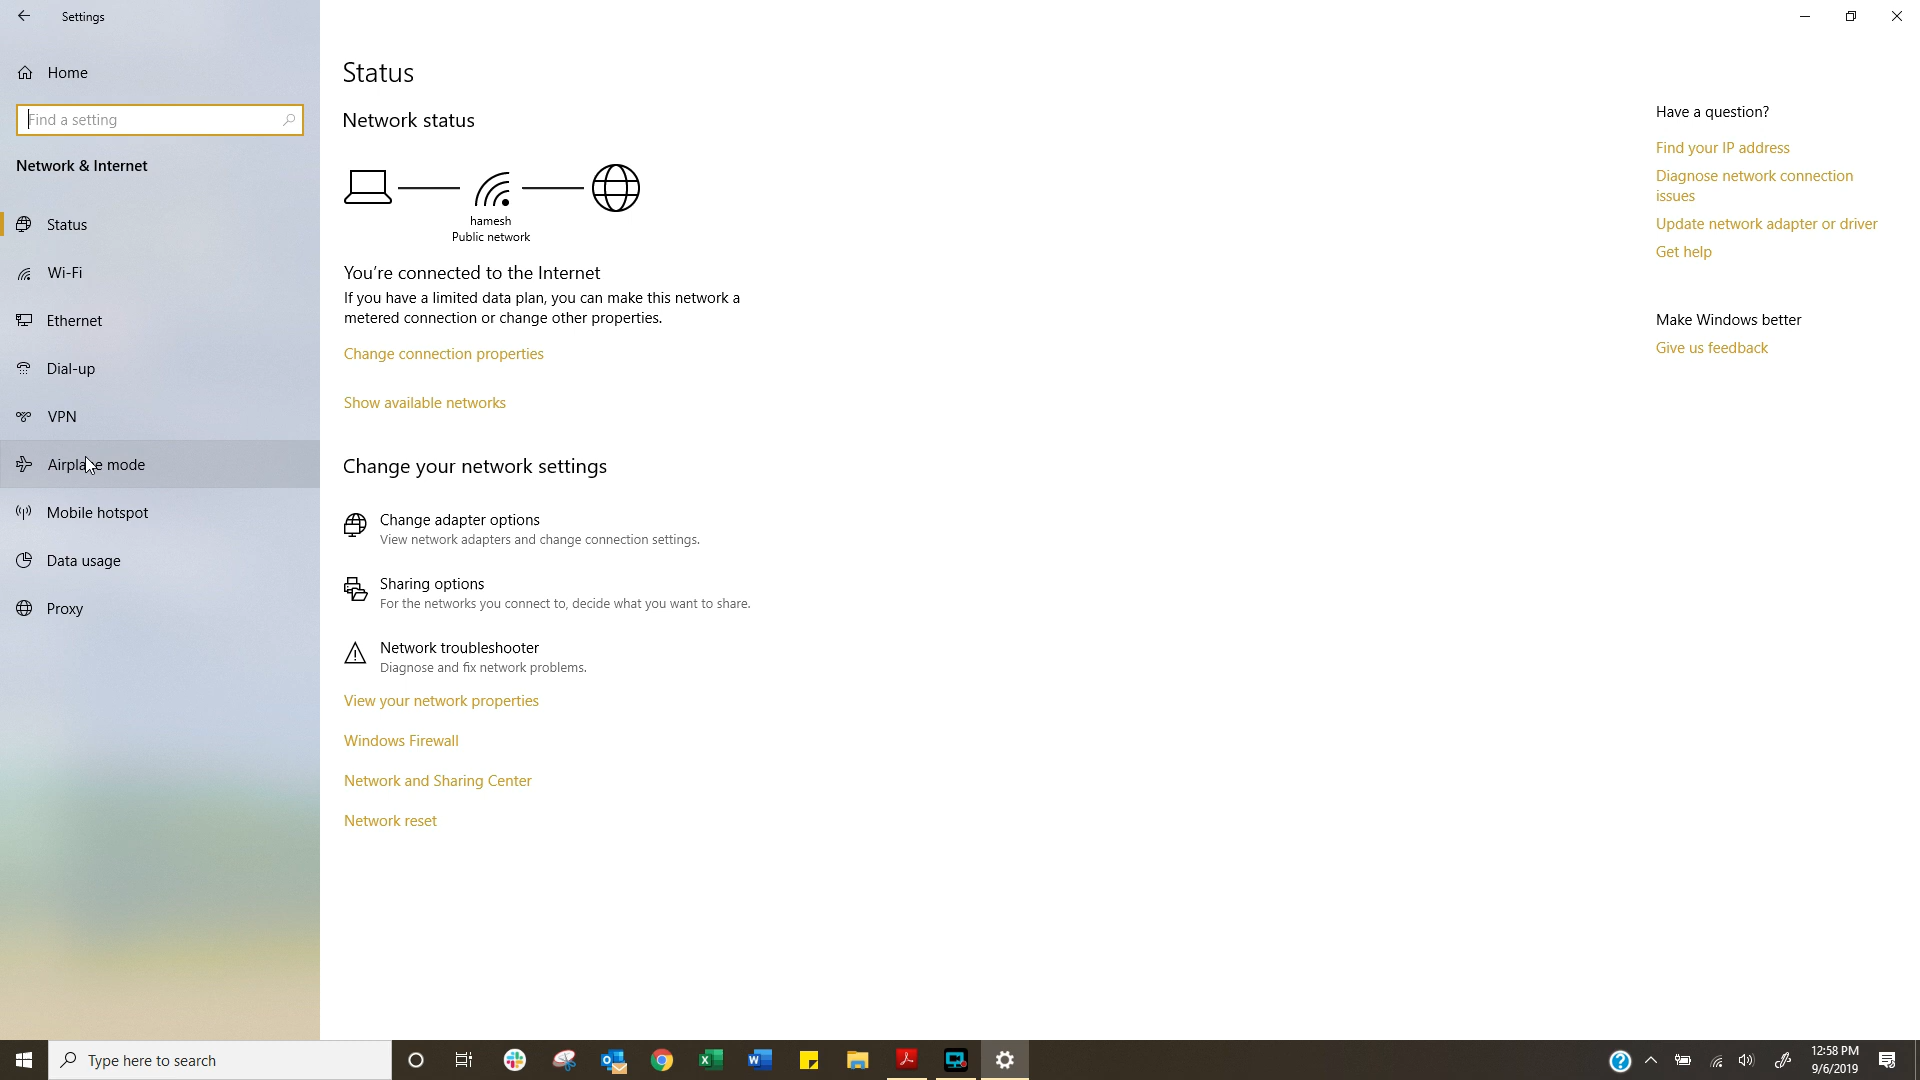 Settings
Home
Find a setting
Network & Internet
Status
Wi-Fi
Ethernet
Dial-up
VPN
Airplane mode
Mobile hotspot
Data usage
Proxy
Status
Network status
hamesh
Public network
You're connected to the Internet
If you have a limited data plan, you can make this network a
metered connection or change other properties.
Change connection properties
Show available networks
Change your network settings
Change adapter options
View network adapters and change connection settings.
Sharing options
For the networks you connect to, decide what you want to share.
Network troubleshooter
Diagnose and fix network problems.
View your network properties
Windows Firewall
Network and Sharing Center
Network reset
Have a question?
Find your IP address
Diagnose network connection
issues
Update network adapter or driver
Get help
Make Windows better
Give us feedback
Type here to search
12:58 PM
9/6/2019